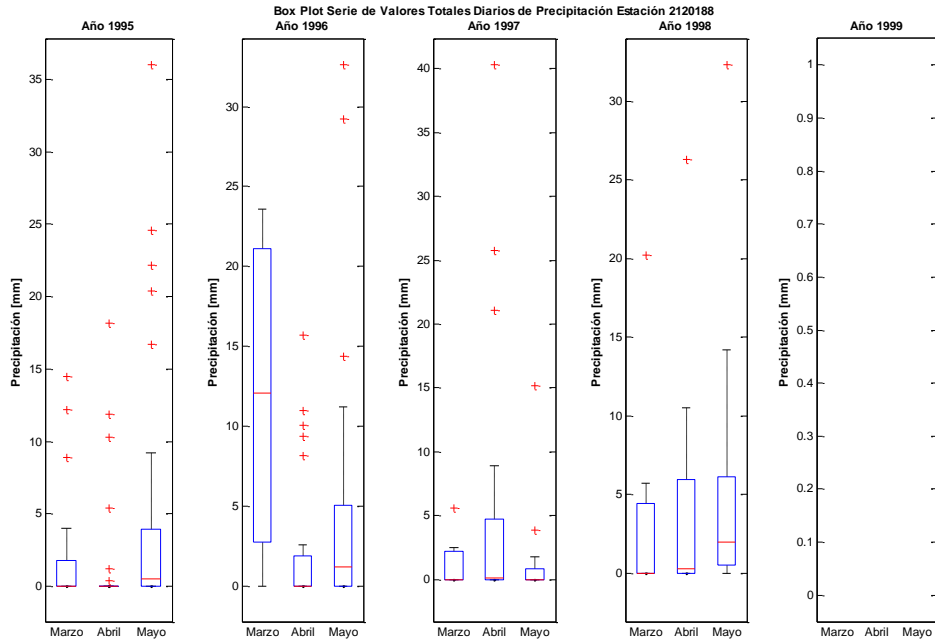 Box Plot Serie de Valores Totales Diarios de Precipitación Estación 2120188
Año 1995
Año 1996
Año 1997
Año 1998
Año 1999
Precipitación [mm]
35
30
25
20
15
10
5
0
Marzo Abril Mayo
Precipitación [mm]
30
25
20
15
10
5
0
Marzo Abril Mayo
Precipitación [mm]
40
35
30
25
20
15
10
5
0
Marzo Abril Mayo
Precipitación [mm]
30
25
20
15
10
5
0
Marzo Abril Mayo
Precipitación [mm]
1
0.9
0.8
0.7
0.6
0.5
0.4
0.3
0.2
0.1
0
Marzo Abril Mayo